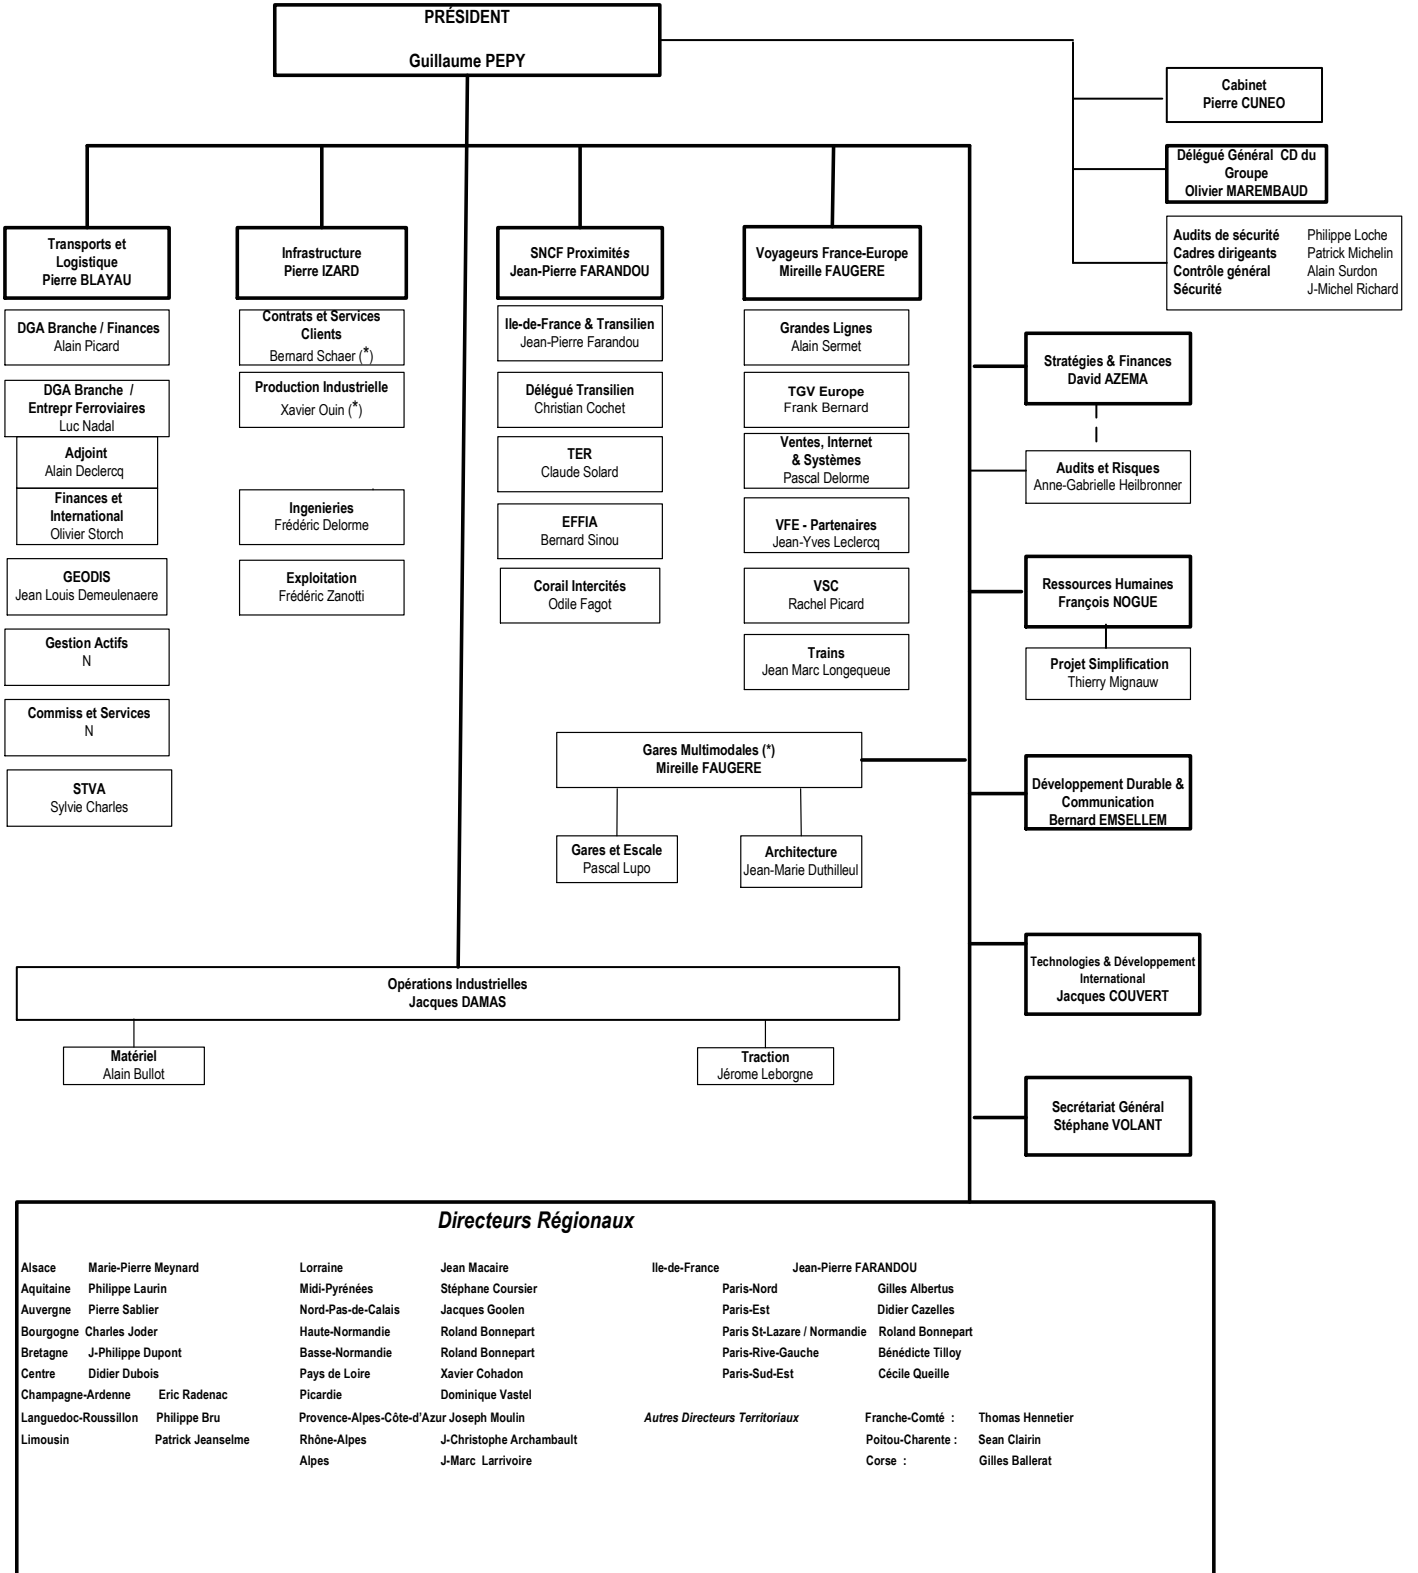 PRÉSIDENT
Guillaume PEPY
Cabinet
Pierre CUNEO
Délégué Général CD du
Groupe
Olivier MAREMBAUD
Audits de sécurité Philippe Loche
Cadres dirigeants Patrick Michelin
Contrôle général Alain Surdon
Sécurité J-Michel Richard
Transports et
Logistique
Pierre BLAYAU
DGA Branche / Finances
Alain Picard
DGA Branche /
Entrepr Ferroviaires
Luc Nadal
Adjoint
Alain Declercq
Finances et
International
Olivier Storch
GEODIS
Jean Louis Demeulenaere
Gestion Actifs
N
Commiss et Services
N
STVA
Sylvie Charles
Infrastructure
Pierre IZARD
Contrats et Services
Clients
Bernard Schaer (*)
Production Industrielle
Xavier Ouin (*)
Ingenieries
Frédéric Delorme
Exploitation
Frédéric Zanotti
SNCF Proximités
Jean-Pierre FARANDOU
Ile-de-France & Transilien
Jean-Pierre Farandou
Délégué Transilien
Christian Cochet
TER
Claude Solard
EFFIA
Bernard Sinou
Corail Intercités
Odile Fagot
Voyageurs France-Europe
Mireille FAUGERE
Grandes Lignes
Alain Sermet
TGV Europe
Frank Bernard
Ventes, Internet
& Systèmes
Pascal Delorme
VFE - Partenaires
Jean-Yves Leclercq
VSC
Rachel Picard
Trains
Jean Marc Longequeue
Gares Multimodales (*)
Mireille FAUGERE
Gares et Escale
Pascal Lupo
Architecture
Jean-Marie Duthilleul
Stratégies & Finances
David AZEMA
Audits et Risques
Anne-Gabrielle Heilbronner
Ressources Humaines
François NOGUE
Projet Simplification
Thierry Mignauw
Développement Durable &
Communication
Bernard EMSELLEM
Technologies & Développement
International
Jacques COUVERT
Secrétariat Général
Stéphane VOLANT
Opérations Industrielles
Jacques DAMAS
Matériel
Alain Bullot
Traction
Jérome Leborgne
Directeurs Régionaux
Alsace Marie-Pierre Meynard Lorraine Jean Macaire Ile-de-France Jean-Pierre FARANDOU
Aquitaine Philippe Laurin Midi-Pyrénées Stéphane Coursier Paris-Nord Gilles Albertus
Auvergne Pierre Sablier Nord-Pas-de-Calais Jacques Goolen Paris-Est Didier Cazelles
Bourgogne Charles Joder Haute-Normandie Roland Bonnepart Paris St-Lazare / Normandie Roland Bonnepart
Bretagne J-Philippe Dupont Basse-Normandie Roland Bonnepart Paris-Rive-Gauche Bénédicte Tilloy
Centre Didier Dubois Pays de Loire Xavier Cohadon Paris-Sud-Est Cécile Queille
Champagne-Ardenne Eric Radenac Picardie Dominique Vastel
Languedoc-Roussillon Philippe Bru Provence-Alpes-Côte-d'Azur Joseph Moulin Autres Directeurs Territoriaux Franche-Comté : Thomas Hennetier
Limousin Patrick Jeanselme Rhône-Alpes J-Christophe Archambault Poitou-Charente : Sean Clairin
Alpes J-Marc Larrivoire Corse : Gilles Ballerat